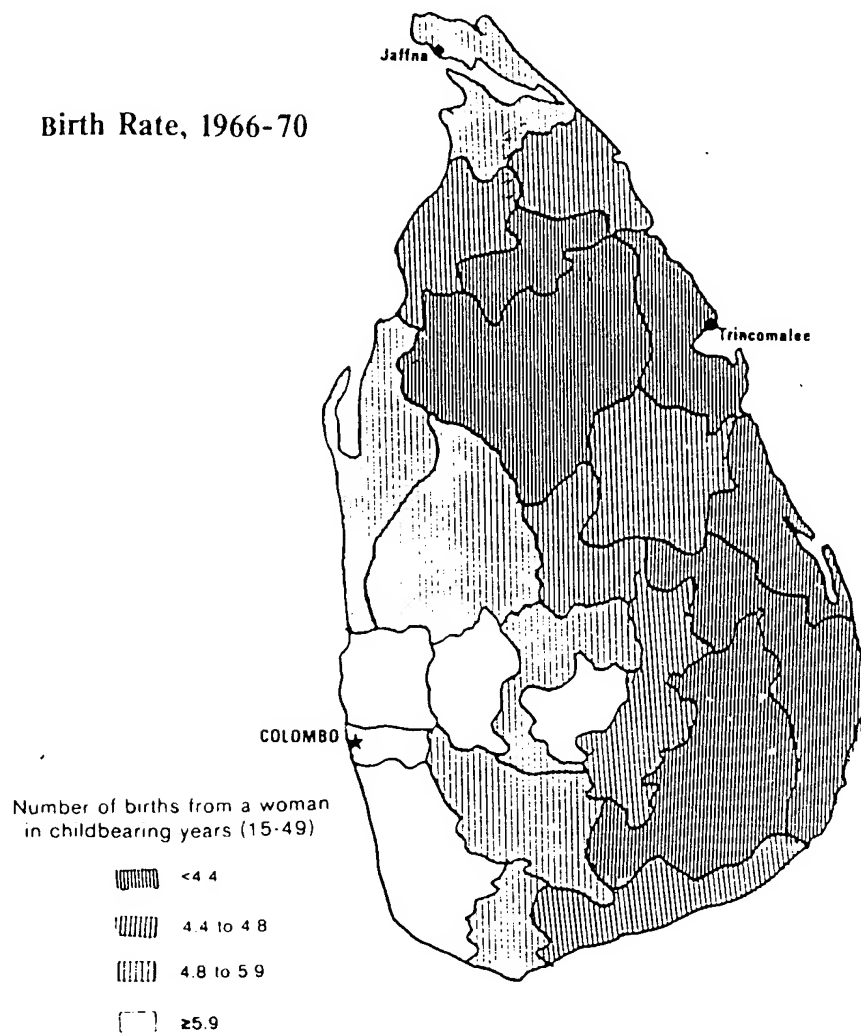 Jaffna
Birth Rate, 1966-70
Trincomalee
COLOMBO
Number of births from a woman
in childbearing years (15-49)
<4 4
4.4 to 4 8
4.8 to 5 9
≥5.9